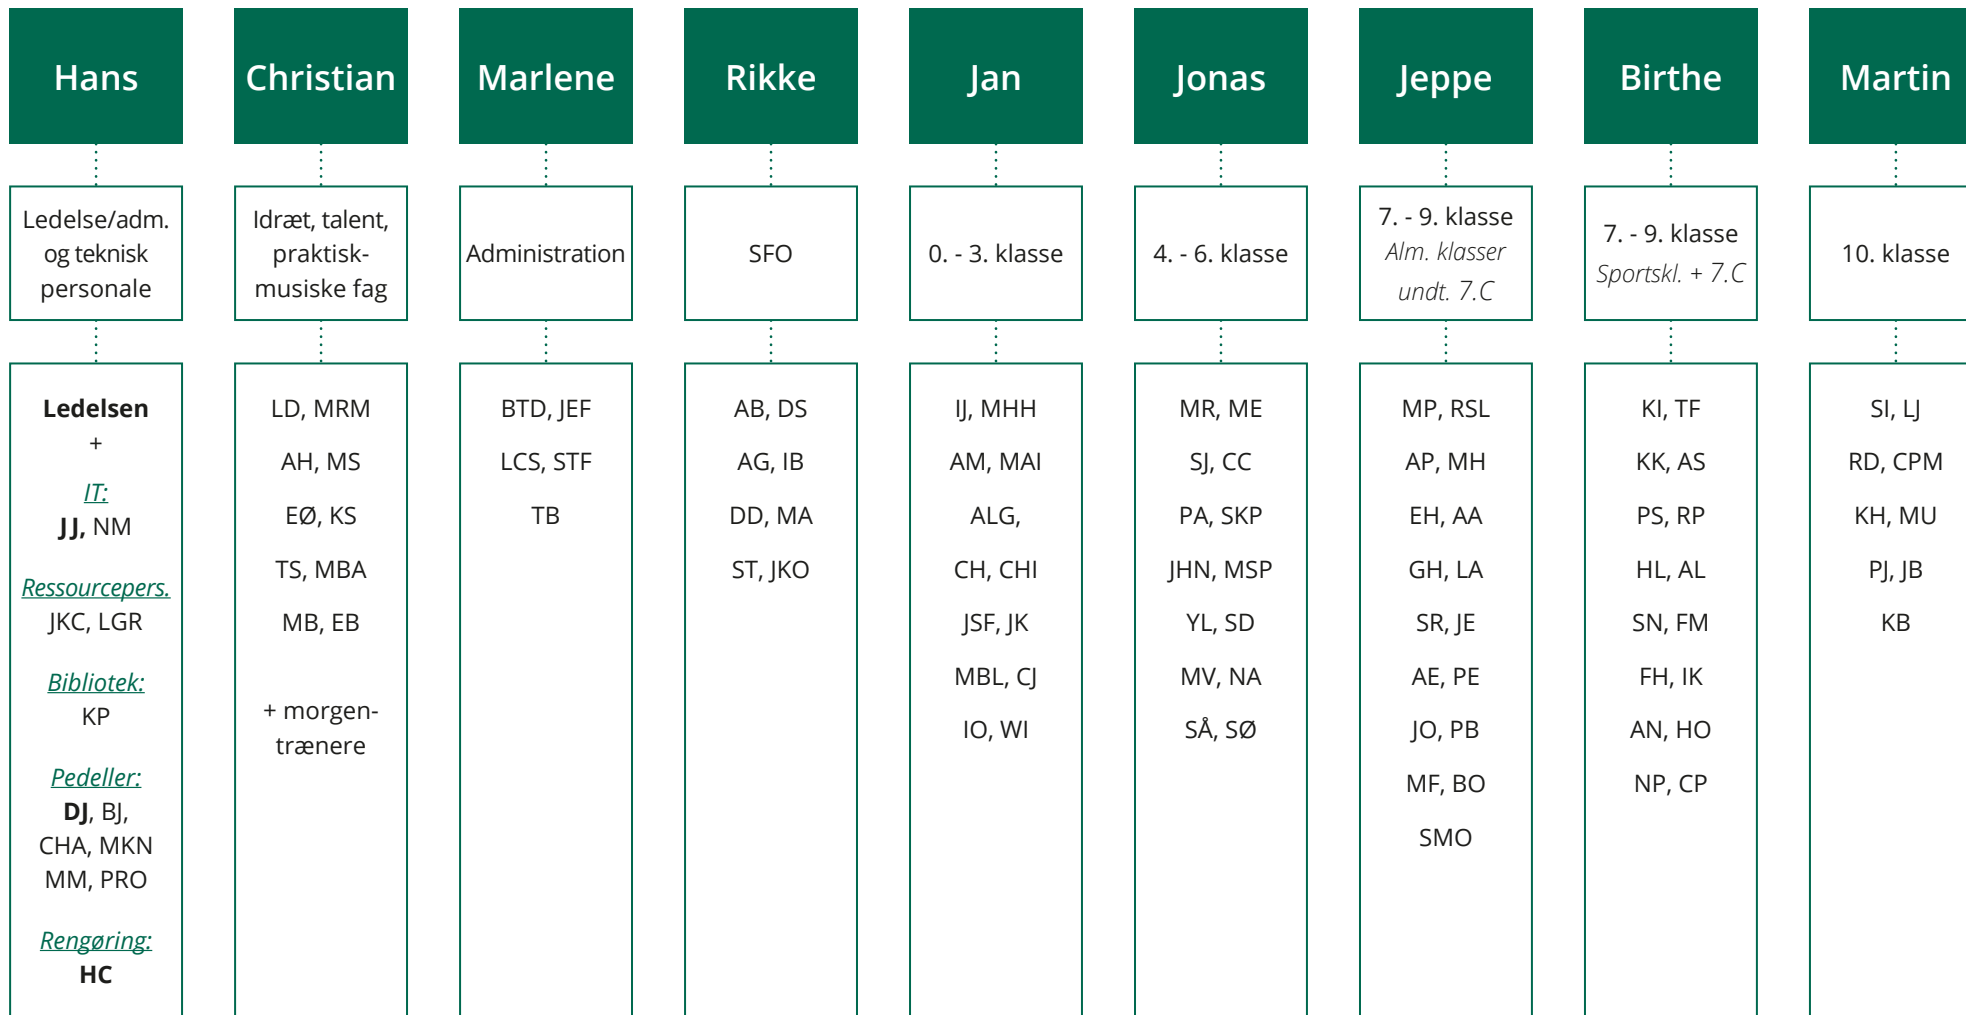 Hans
Ledelse/adm.
og teknisk
personale
Ledelsen
+
IT:
JJ, NM
Ressourcepers.
JKC, LGR
Bibliotek:
KP
Pedeller:
DJ, BJ,
CHA, MKN
MM, PRO
Rengøring:
HC
Christian
Idræt, talent,
praktisk-
musiske fag
LD, MRM
AH, MS
EØ, KS
TS, MBA
MB, EB
+ morgen-
trænere
Marlene
Administration
BTD, JEF
LCS, STF
TB
Rikke
SFO
AB, DS
AG, IB
DD, MA
ST, JKO
Jan
0. - 3. klasse
IJ, MHH
AM, MAI
ALG,
CH, CHI
JSF, JK
MBL, CJ
IO, WI
Jonas
4. - 6. klasse
MR, ME
SJ, CC
PA, SKP
JHN, MSP
YL, SD
MV, NA
SÅ, SØ
Jeppe
7. - 9. klasse
Alm. klasser
undt. 7.C
MP, RSL
AP, MH
EH, AA
GH, LA
SR, JE
AE, PE
JO, PB
MF, BO
SMO
Birthe
7. - 9. klasse
Sportskl. + 7.C
KI, TF
KK, AS
PS, RP
HL, AL
SN, FM
FH, IK
AN, HO
NP, CP
Martin
10. klasse
SI, LJ
RD, CPM
KH, MU
PJ, JB
KB